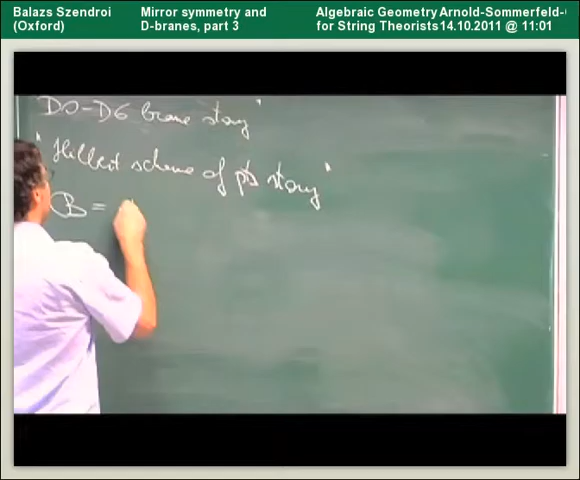 Balazs Szendroi
(Oxford)
Mirror symmetry and
D-branes, part 3
Algebraic Geometry
for String Theorists
Arnold-Sommerfeld-
14.10.2011 @ 11:01
D0-D6 brane story"
"Hilbert scheme of pts story"
B =